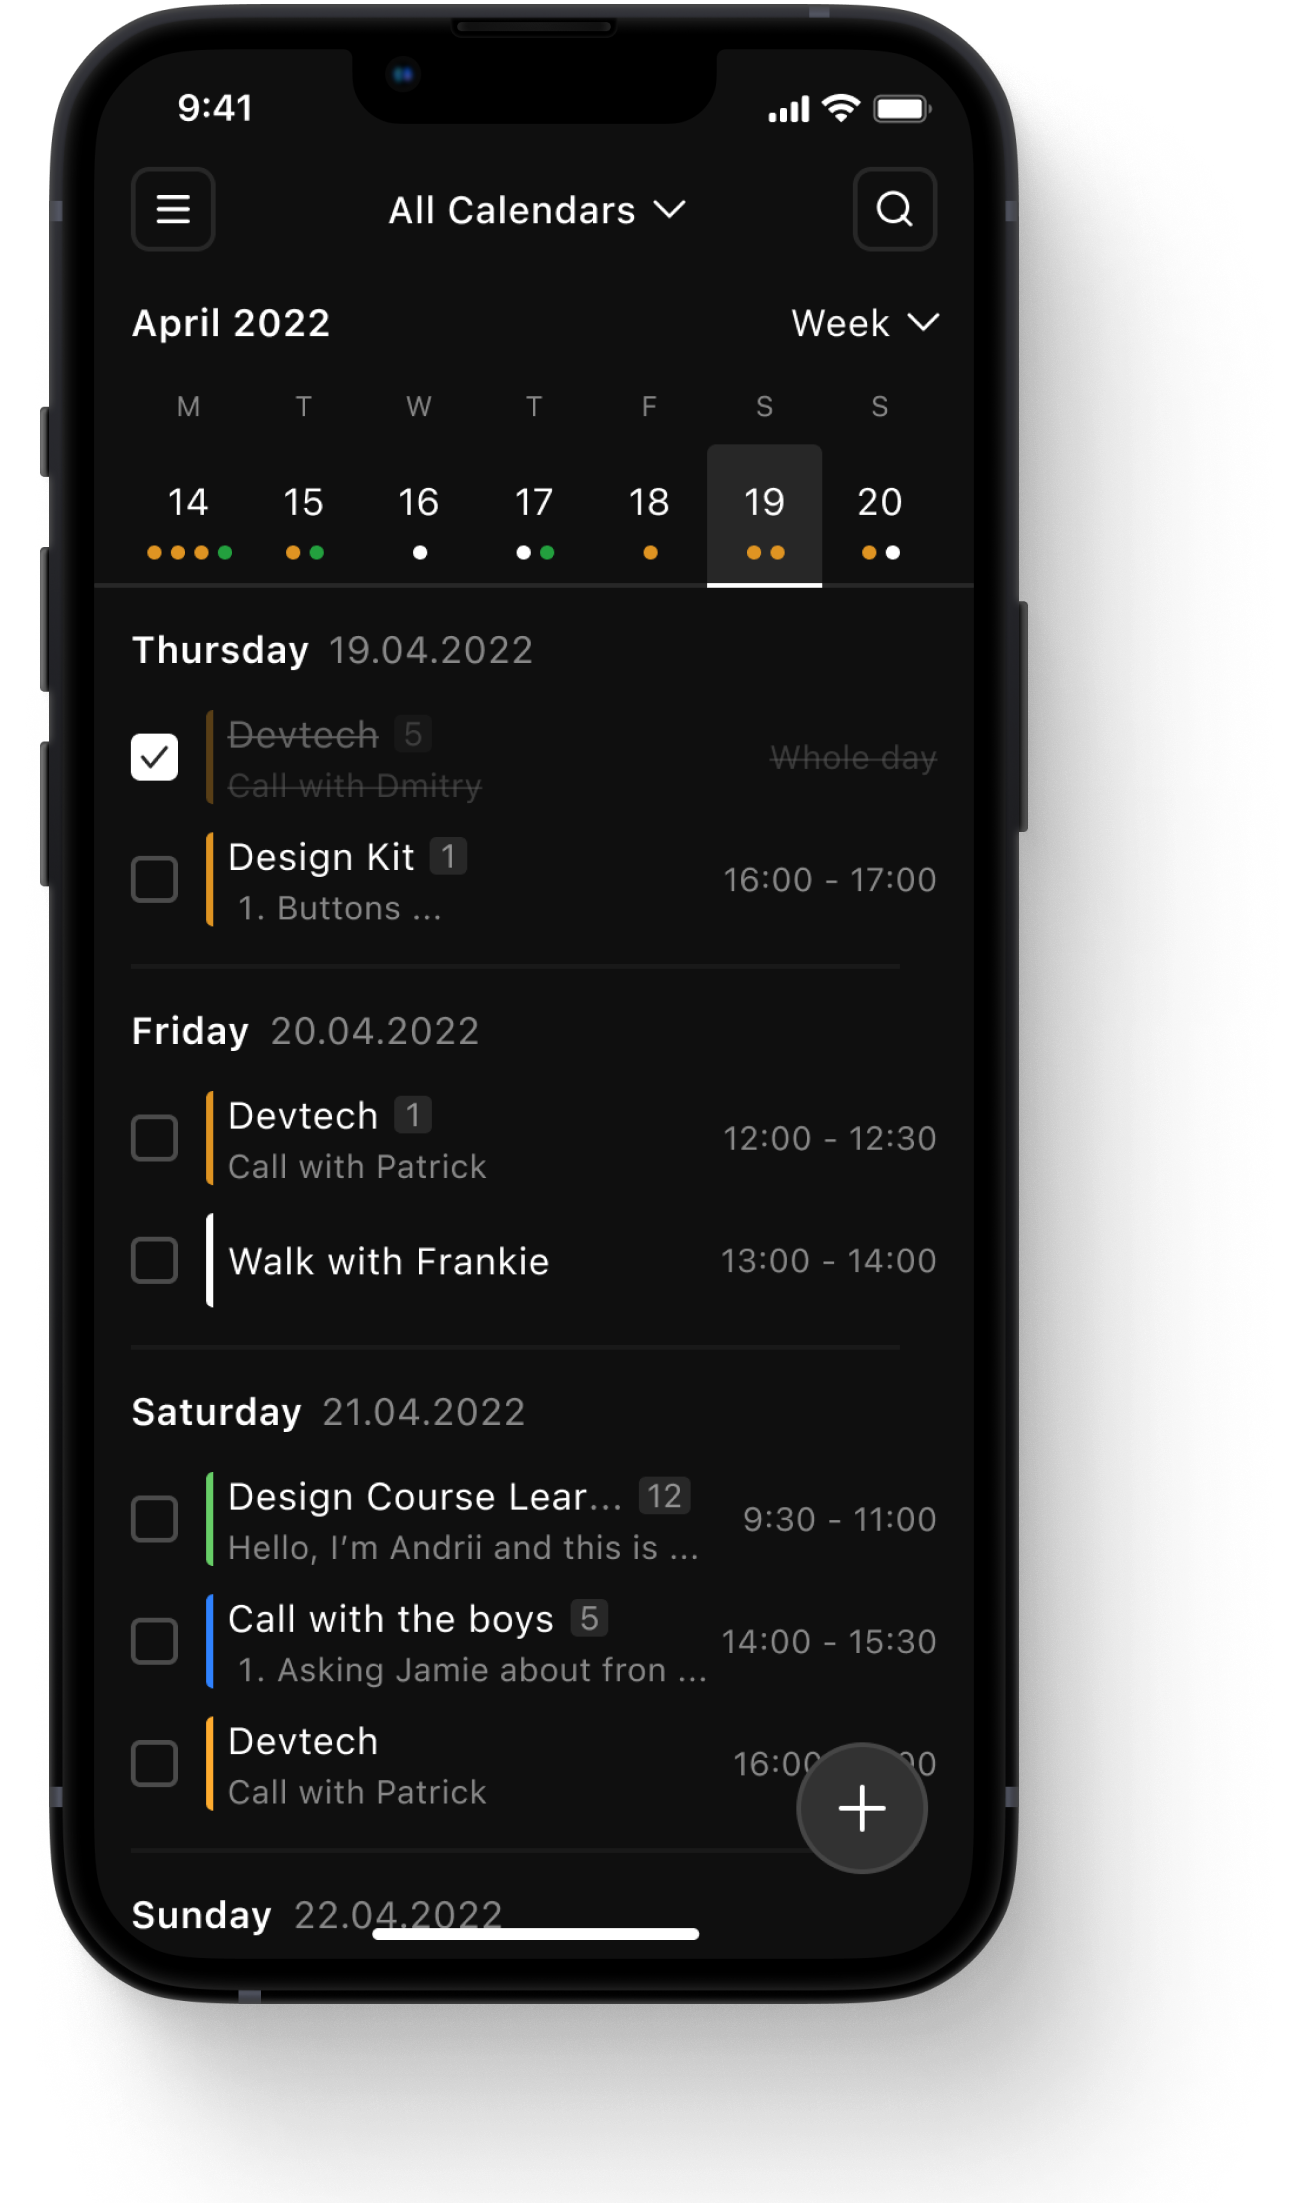 9:41
All Calendars
April 2022 Week
M T W T F S S
14 15 16 17 18 19 20
Thursday 19.04.2022
Devtech 5
Call with Dmitry
Whole day
Design Kit 1
1. Buttons ...
16:00 - 17:00
Friday 20.04.2022
Devtech 1
Call with Patrick
12:00 - 12:30
Walk with Frankie
13:00 - 14:00
Saturday 21.04.2022
Design Course Lear... 12
Hello, I’m Andrii and this is ...
9:30 - 11:00
Call with the boys 5
1. Asking Jamie about fron ...
14:00 - 15:30
Devtech
Call with Patrick
Sunday 22.04.2022